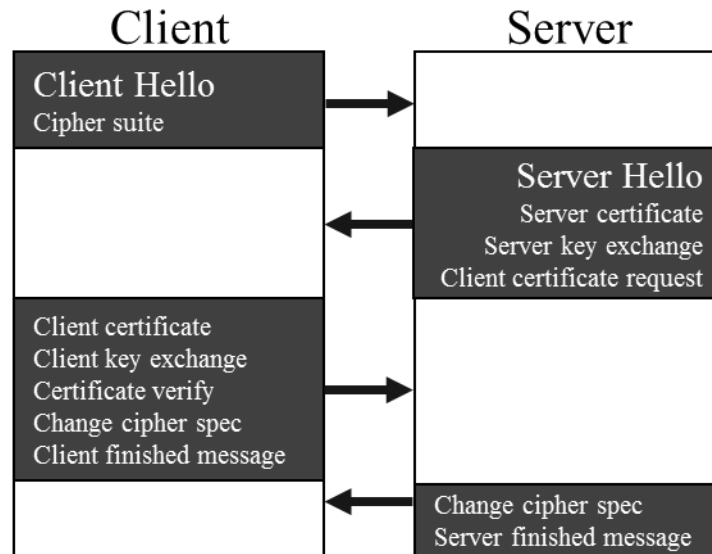 Client
Server
Client Hello
Cipher suite
Server Hello
Server certificate
Server key exchange
Client certificate request
Client certificate
Client key exchange
Certificate verify
Change cipher spec
Client finished message
Change cipher spec
Server finished message